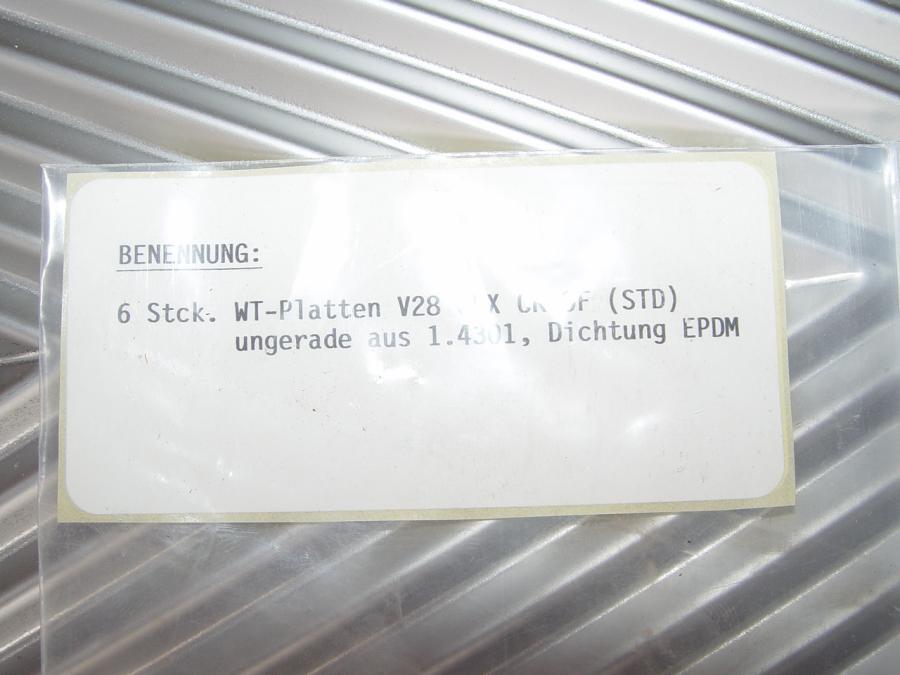 BENENNUNG:
6 Stck. WT-Platten V28 (STD)
ungerade aus 1.4301, Dichtung EPDM